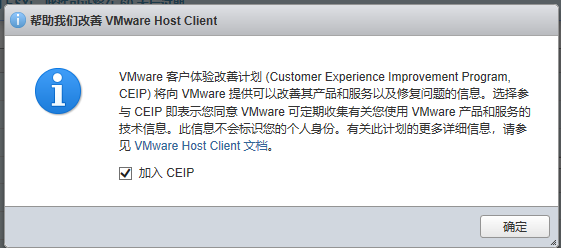 帮助我们改善 VMware Host Client
VMware 客户体验改善计划 (Customer Experience Improvement Program,
CEIP) 将向 VMware 提供可以改善其产品和服务以及修复问题的信息。选择参
与 CEIP 即表示您同意 VMware 可定期收集有关您使用 VMware 产品和服务的
技术信息。此信息不会标识您的个人身份。有关此计划的更多详细信息，请参
见 VMware Host Client 文档。
加入 CEIP
确定